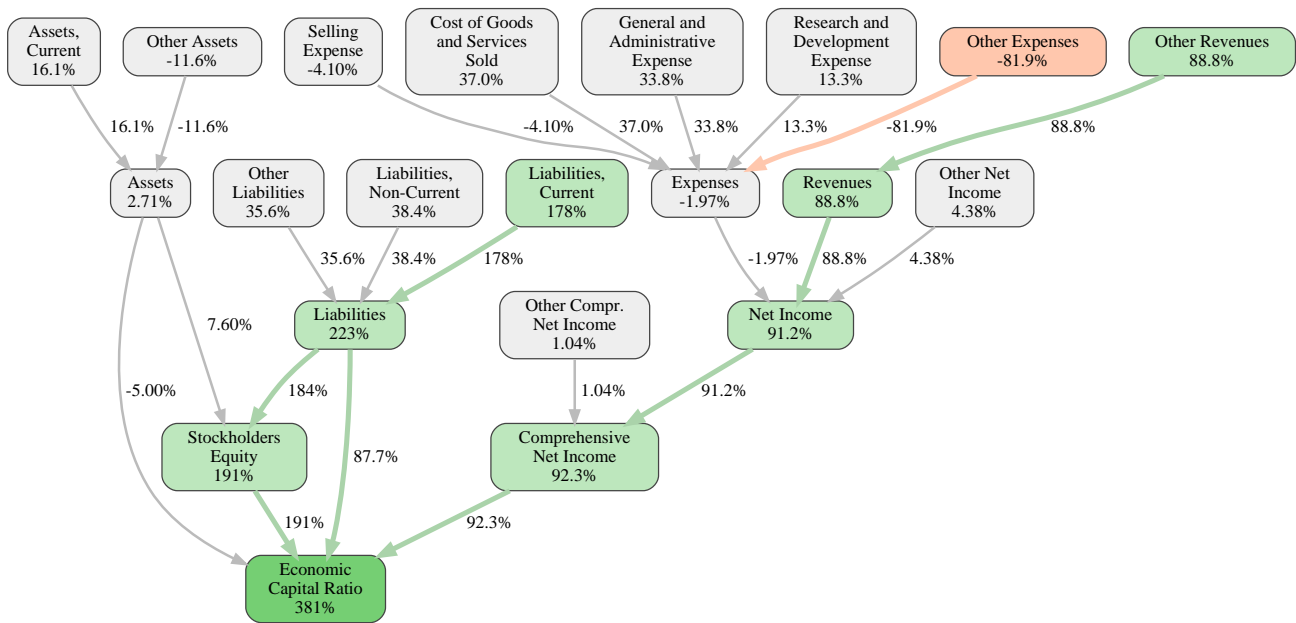 Assets,
Current
16.1%
Other Assets
-11.6%
Selling
Expense
-4.10%
Cost of Goods
and Services
Sold
37.0%
General and
Administrative
Expense
33.8%
Research and
Development
Expense
13.3%
Other Expenses
-81.9%
Other Revenues
88.8%
16.1%
-11.6%
-4.10%
37.0%
33.8%
13.3%
-81.9%
88.8%
Assets
2.71%
Other
Liabilities
35.6%
Liabilities,
Non-Current
38.4%
Liabilities,
Current
178%
Expenses
-1.97%
Revenues
88.8%
Other Net
Income
4.38%
35.6%
38.4%
178%
-1.97%
88.8%
4.38%
7.60%
Liabilities
223%
Other Compr.
Net Income
1.04%
Net Income
91.2%
-5.00%
184%
1.04%
91.2%
Stockholders
Equity
191%
87.7%
Comprehensive
Net Income
92.3%
191%
92.3%
Economic
Capital Ratio
381%